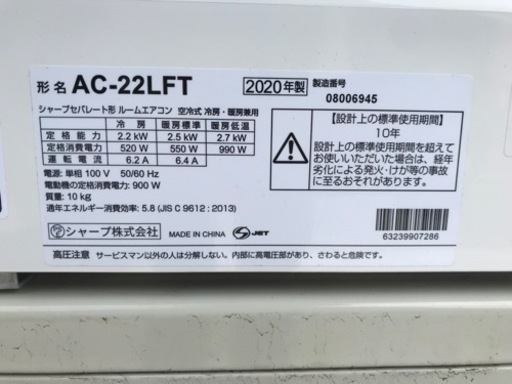 形 名 AC-22LFT 2020年製 製造番号
08006945
シャープセパレート形 ルームエアコン 空冷式 冷房・暖房兼用
冷 房 暖房標準 暖房低温
定 格 能 力 2.2 kW 2.5 kW 2.7 kW
定格消費電力 520 W 550 W 990 W
運 転 電 流 6.2 A 6.4 A
電源: 単相 100 V 50/60 Hz
電動機の定格消費電力: 900 W
質量: 10 kg
通年エネルギー消費効率: 5.8 (JIS C 9612 : 2013)
【設計上の標準使用期間】
10年
設計上の標準使用期間を超えて
お使いいただいた場合は、経年
劣化による発火・けが等の事故
に至るおそれがあります。
シャープ株式会社 MADE IN CHINA S JET
63239907286
高圧注意 サービスマン以外の人は分解しない。内部に高電圧部があり、さわると危険です。